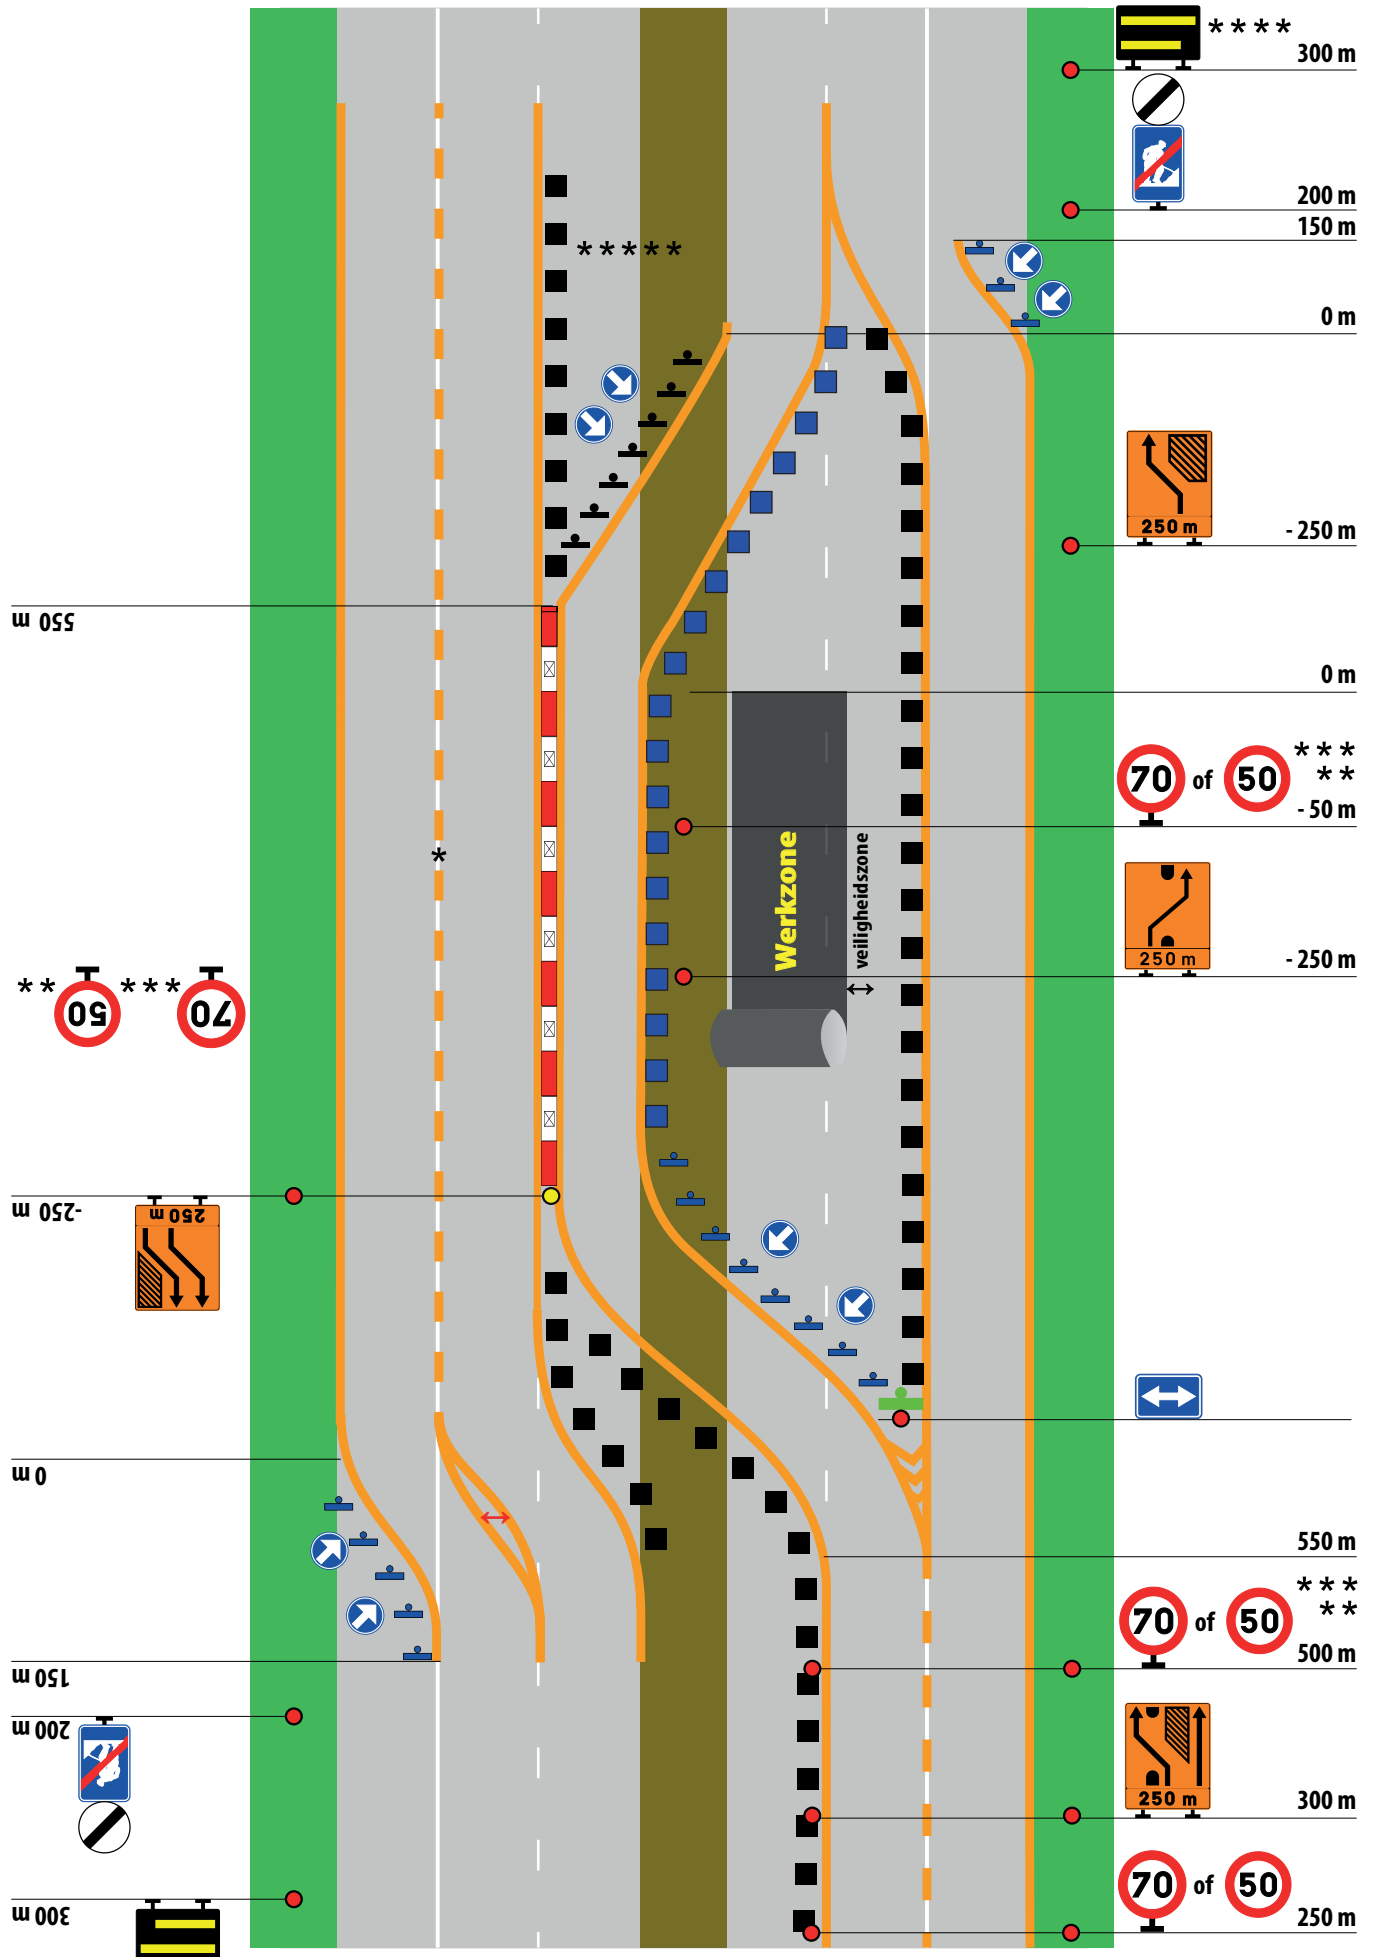 ****
300 m
200 m
150 m
0 m
250 m
- 250 m
0 m
***
70 of 50 **
- 50 m
250 m
- 250 m
550 m
***
70 of 50 **
500 m
250 m
300 m
70 of 50
250 m
*****
Werkzone
veiligheidszone
*
550 m
** 50 *** 70
-250 m
250 m
0 m
150 m
200 m
300 m